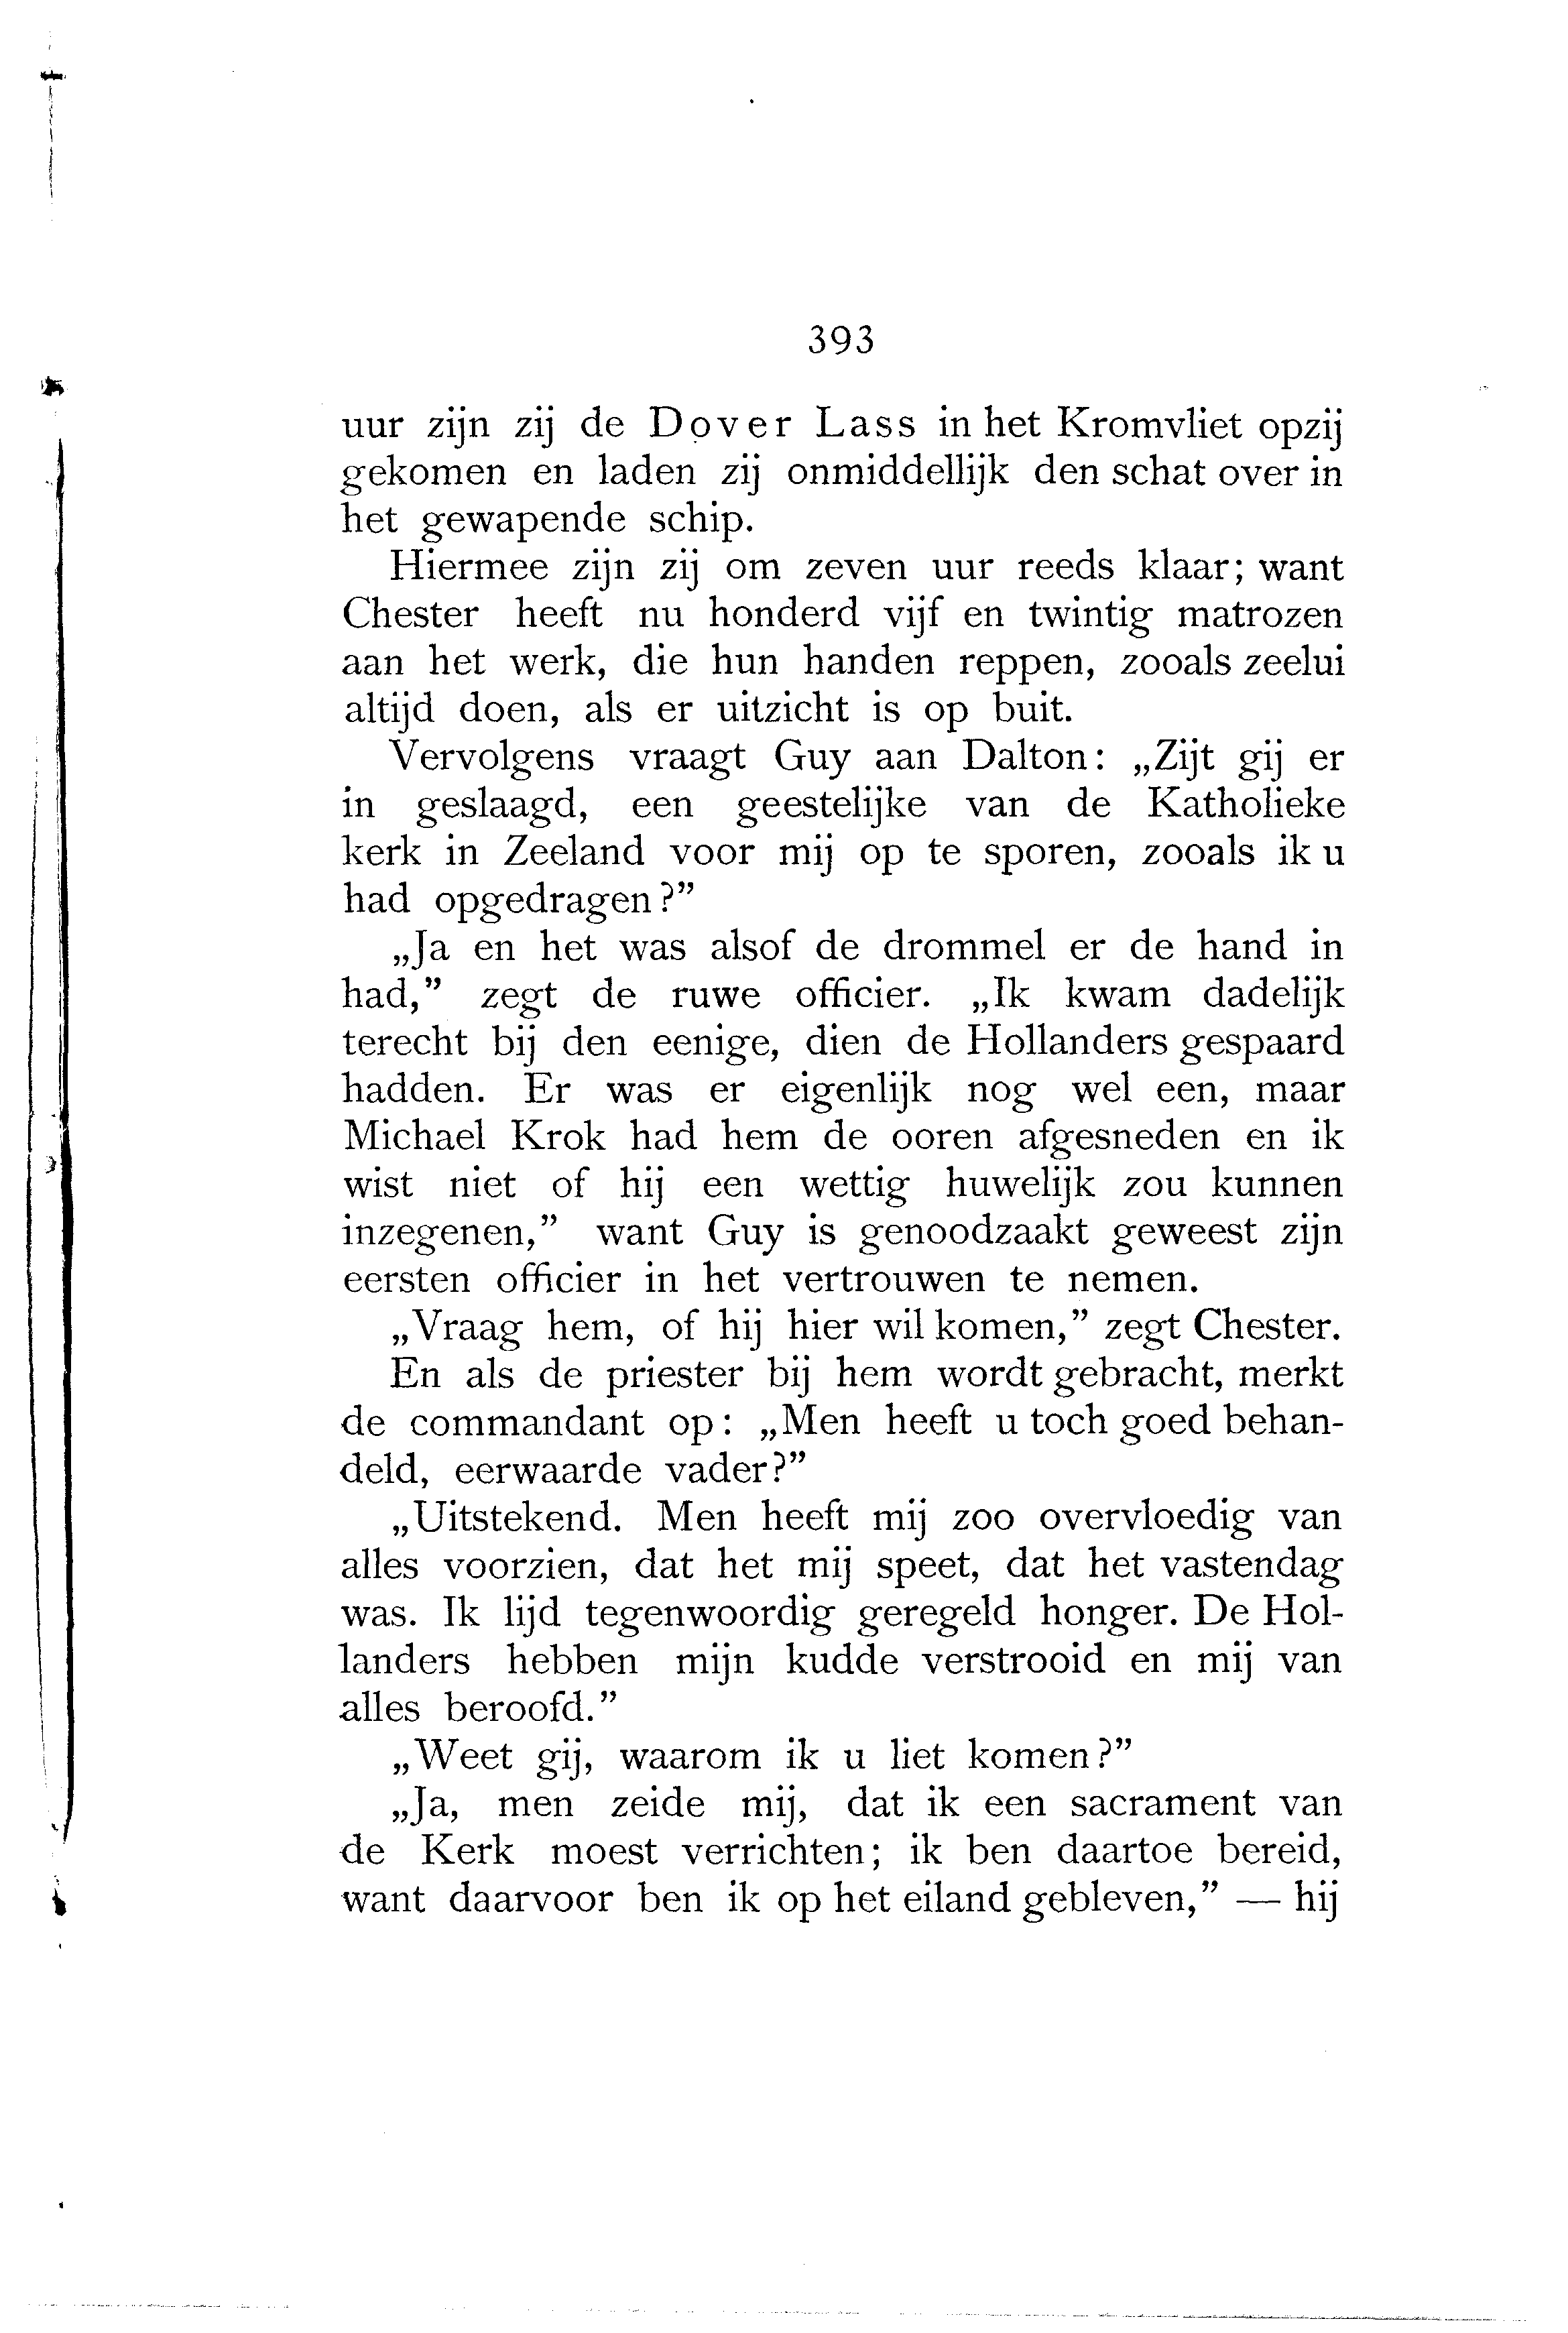 393
uur zijn zij de Dover Lass in het Kromvliet opzij
gekomen en laden zij onmiddellijk den schat over in
het gewapende schip.
Hiermee zijn zij om zeven uur reeds klaar; want
Chester heeft nu honderd vijf en twintig matrozen
aan het werk, die hun handen reppen, zooals zeelui
altijd doen, als er uitzicht is op buit.
Vervolgens vraagt Guy aan Dalton: „Zijt gij er
in geslaagd, een geestelijke van de Katholieke
kerk in Zeeland voor mij op te sporen, zooals ik u
had opgedragen?”
„Ja en het was alsof de drommel er de hand in
had,” zegt de ruwe officier. „Ik kwam dadelijk
terecht bij den eenige, dien de Hollanders gespaard
hadden. Er was er eigenlijk nog wel een, maar
Michael Krok had hem de ooren afgesneden en ik
wist niet of hij een wettig huwelijk zou kunnen
inzegenen,” want Guy is genoodzaakt geweest zijn
eersten officier in het vertrouwen te nemen.
„Vraag hem, of hij hier wil komen,” zegt Chester.
En als de priester bij hem wordt gebracht, merkt
de commandant op: „Men heeft u toch goed behan-
deld, eerwaarde vader?”
„Uitstekend. Men heeft mij zoo overvloedig van
alles voorzien, dat het mij speet, dat het vastendag
was. Ik lijd tegenwoordig geregeld honger. De Hol-
landers hebben mijn kudde verstrooid en mij van
alles beroofd.”
„Weet gij, waarom ik u liet komen?”
„Ja, men zeide mij, dat ik een sacrament van
de Kerk moest verrichten; ik ben daartoe bereid,
want daarvoor ben ik op het eiland gebleven,” — hij